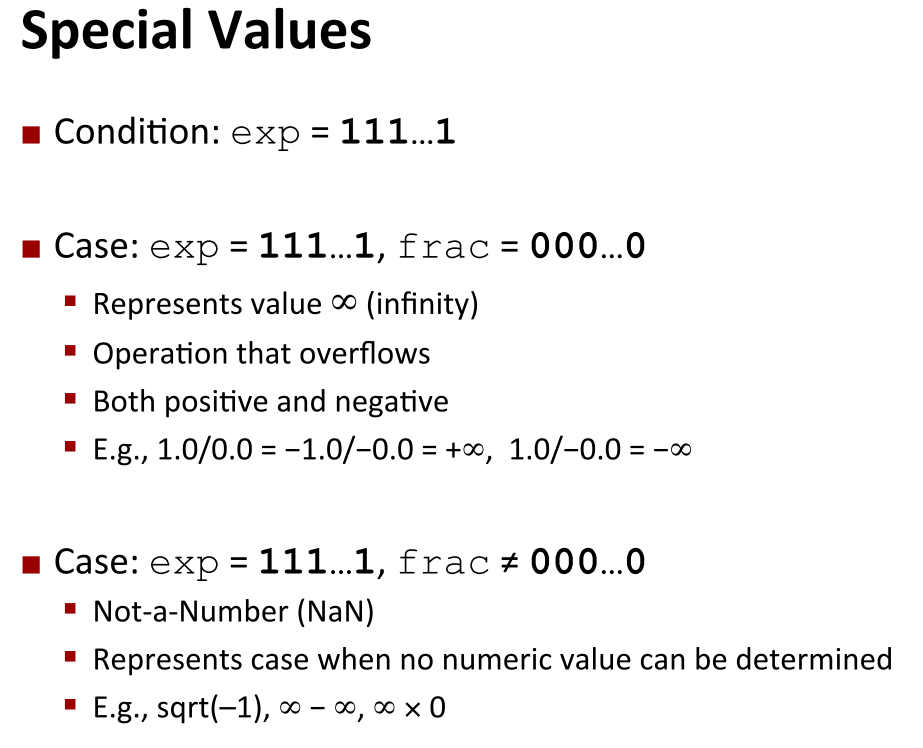 Special Values
■ Condition: exp = 111…1
■ Case: exp = 111…1, frac = 000…0
▪ Represents value ∞ (infinity)
▪ Operation that overflows
▪ Both positive and negative
▪ E.g., 1.0/0.0 = −1.0/−0.0 = +∞, 1.0/−0.0 = −∞
■ Case: exp = 111…1, frac ≠ 000…0
▪ Not-a-Number (NaN)
▪ Represents case when no numeric value can be determined
▪ E.g., sqrt(–1), ∞ − ∞, ∞ × 0